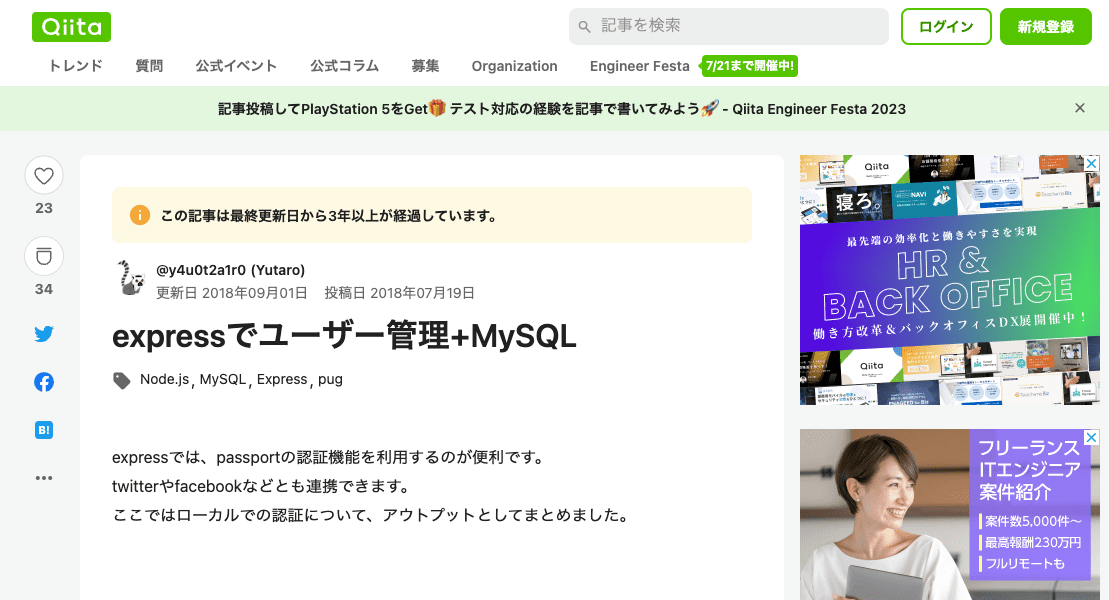 Qiita
記事を検索
ログイン
新規登録
トレンド 質問 公式イベント 公式コラム 募集 Organization Engineer Festa 7/21まで開催中!
記事投稿してPlayStation 5をGet🎁 テスト対応の経験を記事で書いてみよう🚀 - Qiita Engineer Festa 2023
23
34
B!
この記事は最終更新日から3年以上が経過しています。
@y4u0t2a1r0 (Yutaro)
更新日 2018年09月01日 投稿日 2018年07月19日
expressでユーザー管理+MySQL
Node.js, MySQL, Express, pug
expressでは、passportの認証機能を利用するのが便利です。
twitterやfacebookなどとも連携できます。
ここではローカルでの認証について、アウトプットとしてまとめました。
Qiita
寝ろ。
NAVI
最先端の効率化と働きやすさを実現
HR &
BACK OFFICE
働き方改革&バックオフィスDX展開催中!
Qiita
フリーランス
ITエンジニア
案件紹介
案件数5,000件〜
最高報酬230万円
フルリモートも